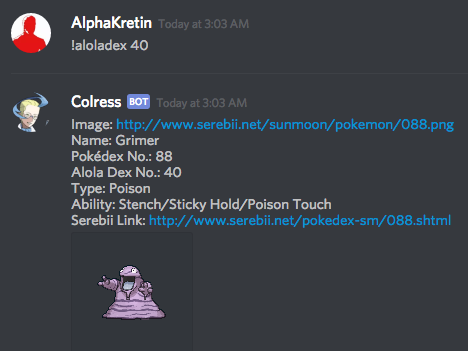 AlphaKretin Today at 3:03 AM
!aloladex 40
Colress BOT Today at 3:03 AM
Image: http://www.serebii.net/sunmoon/pokemon/088.png
Name: Grimer
Pokédex No.: 88
Alola Dex No.: 40
Type: Poison
Ability: Stench/Sticky Hold/Poison Touch
Serebii Link: http://www.serebii.net/pokedex-sm/088.shtml